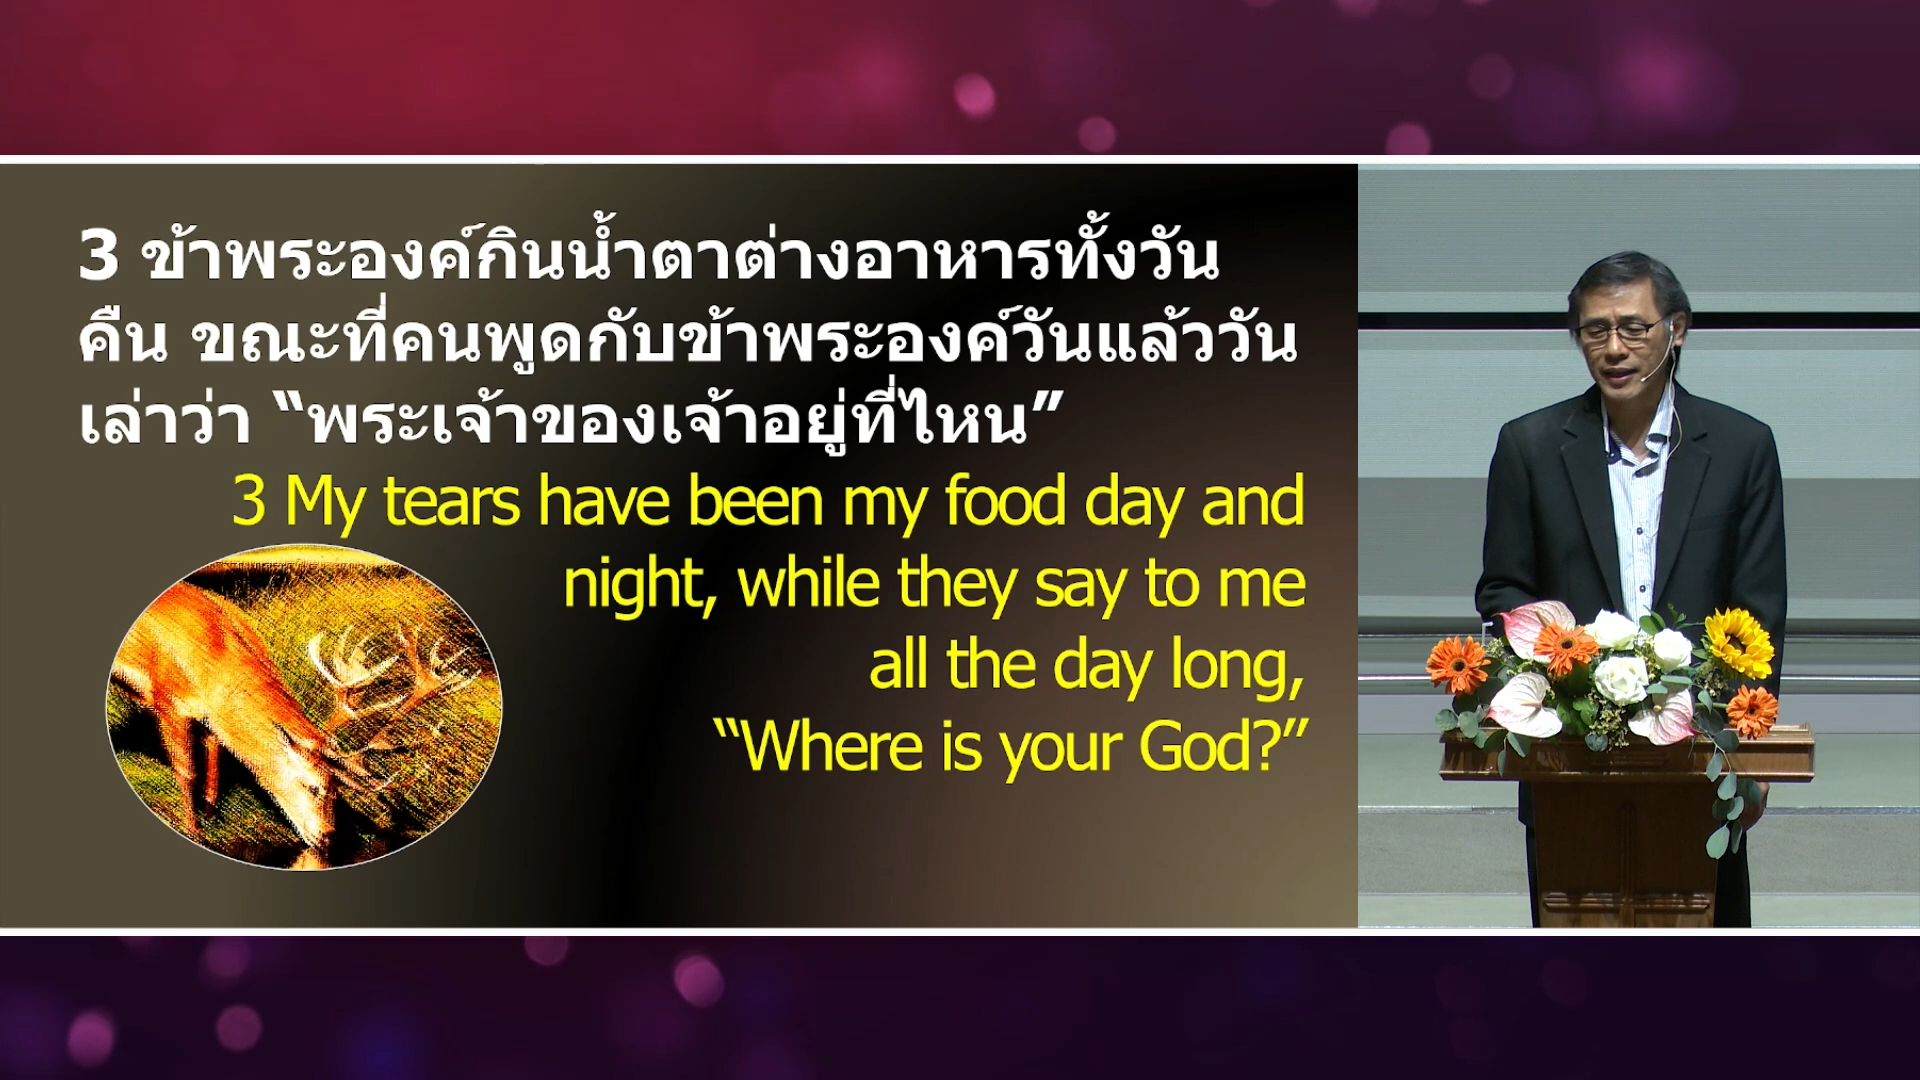 3 ข้าพระองค์กินน้ำตาต่างอาหารทั้งวัน
คืน ขณะที่คนพูดกับข้าพระองค์วันแล้ววัน
เล่าว่า “พระเจ้าของเจ้าอยู่ที่ไหน”
3 My tears have been my food day and
night, while they say to me
all the day long,
“Where is your God?”